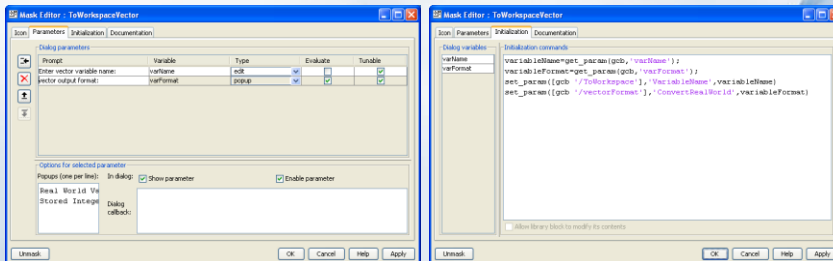 Mask Editor : ToWorkspaceVector
Icon Parameters Initialization Documentation
Dialog parameters
Prompt Variable Type Evaluate Tunable
Enter vector variable name: varName edit
vector output format: varFormat popup
Options for selected parameter
Popups (one per line): In dialog: Show parameter Enable parameter
Real World Ve
Stored Intege
Dialog
callback:
Unmask OK Cancel Help Apply
Mask Editor : ToWorkspaceVector
Icon Parameters Initialization Documentation
Dialog variables Initialization commands
varName
varFormat
variableName=get_param(gcb,'varName');
variableFormat=get_param(gcb,'varFormat');
set_param([gcb '/ToWorkspace'],'VariableName',variableName)
set_param([gcb '/vectorFormat'],'ConvertRealWorld',variableFormat)
Allow library block to modify its contents
Unmask OK Cancel Help Apply